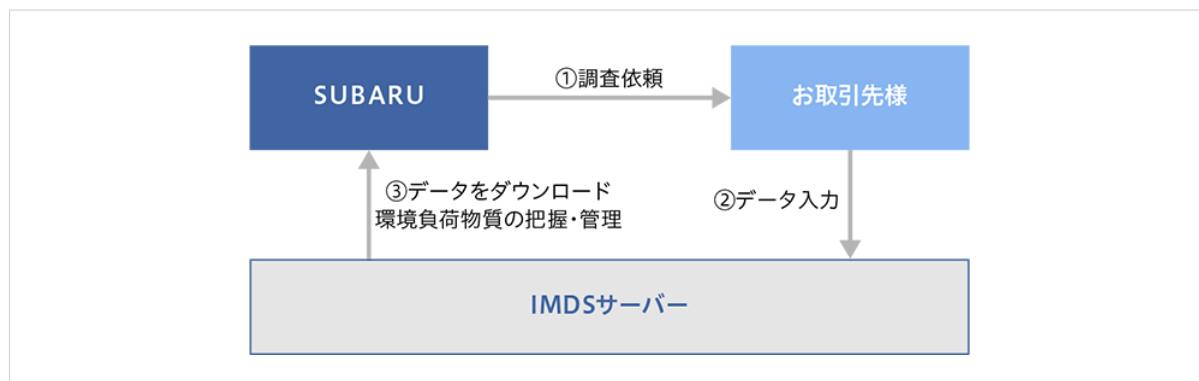 SUBARU
①調査依頼
お取引先様
③データをダウンロード
環境負荷物質の把握・管理
②データ入力
IMDSサーバー